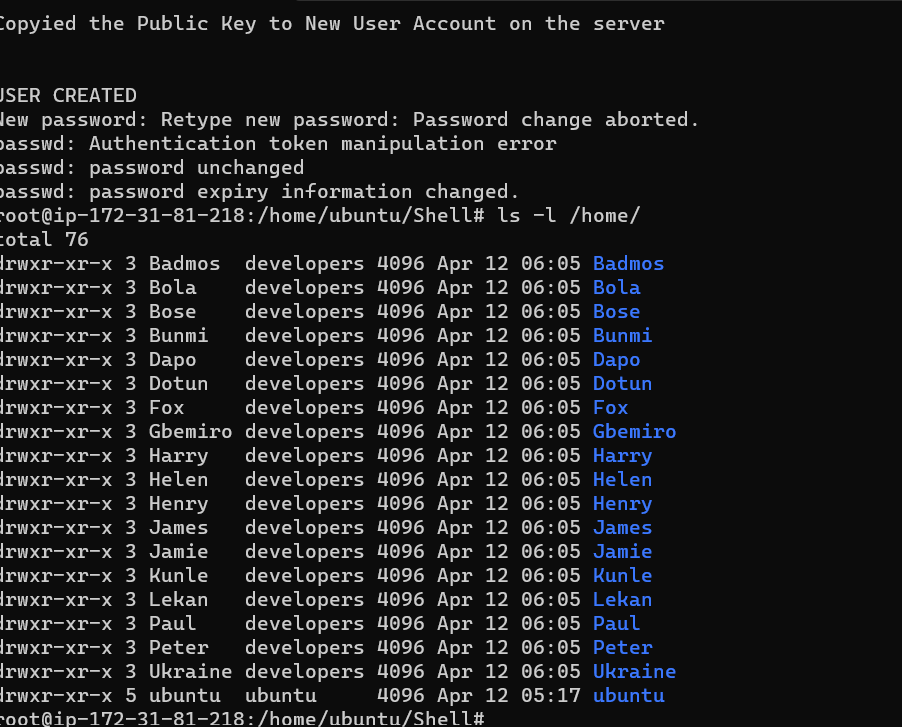 Copyied the Public Key to New User Account on the server
USER CREATED
New password: Retype new password: Password change aborted.
passwd: Authentication token manipulation error
passwd: password unchanged
passwd: password expiry information changed.
root@ip-172-31-81-218:/home/ubuntu/Shell# ls -l /home/
total 76
drwxr-xr-x 3 Badmos  developers 4096 Apr 12 06:05 Badmos
drwxr-xr-x 3 Bola    developers 4096 Apr 12 06:05 Bola
drwxr-xr-x 3 Bose    developers 4096 Apr 12 06:05 Bose
drwxr-xr-x 3 Bunmi   developers 4096 Apr 12 06:05 Bunmi
drwxr-xr-x 3 Dapo    developers 4096 Apr 12 06:05 Dapo
drwxr-xr-x 3 Dotun   developers 4096 Apr 12 06:05 Dotun
drwxr-xr-x 3 Fox     developers 4096 Apr 12 06:05 Fox
drwxr-xr-x 3 Gbemiro developers 4096 Apr 12 06:05 Gbemiro
drwxr-xr-x 3 Harry   developers 4096 Apr 12 06:05 Harry
drwxr-xr-x 3 Helen   developers 4096 Apr 12 06:05 Helen
drwxr-xr-x 3 Henry   developers 4096 Apr 12 06:05 Henry
drwxr-xr-x 3 James   developers 4096 Apr 12 06:05 James
drwxr-xr-x 3 Jamie   developers 4096 Apr 12 06:05 Jamie
drwxr-xr-x 3 Kunle   developers 4096 Apr 12 06:05 Kunle
drwxr-xr-x 3 Lekan   developers 4096 Apr 12 06:05 Lekan
drwxr-xr-x 3 Paul    developers 4096 Apr 12 06:05 Paul
drwxr-xr-x 3 Peter   developers 4096 Apr 12 06:05 Peter
drwxr-xr-x 3 Ukraine developers 4096 Apr 12 06:05 Ukraine
drwxr-xr-x 5 ubuntu  ubuntu     4096 Apr 12 05:17 ubuntu
root@ip-172-31-81-218:/home/ubuntu/Shell#